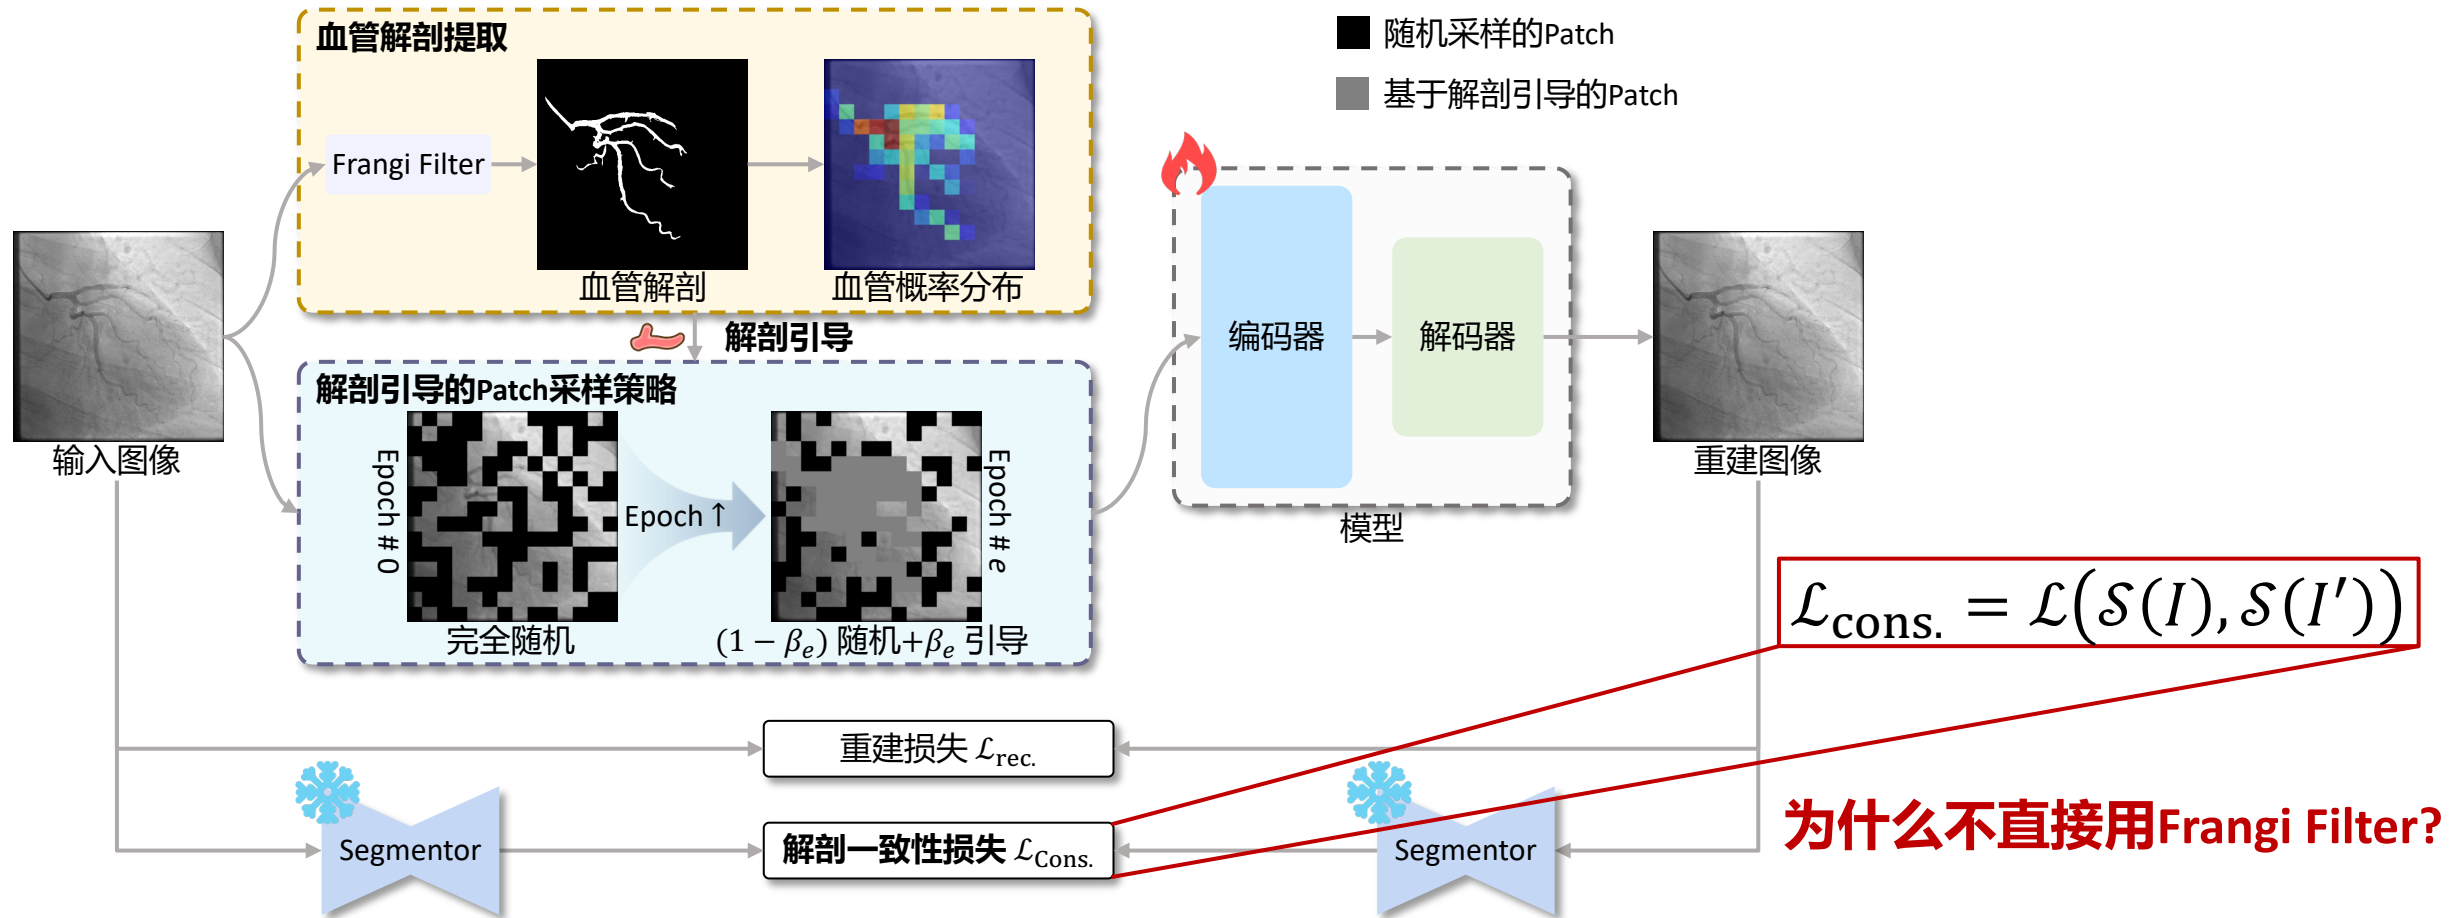 血管解剖提取
Frangi Filter
血管解剖
血管概率分布
随机采样的Patch
基于解剖引导的Patch
解剖引导
输入图像
解剖引导的Patch采样策略
Epoch # 0
Epoch ↑
Epoch # e
完全随机
(1 − βₑ) 随机+βₑ 引导
编码器
解码器
模型
重建图像
ℒcons. = ℒ(𝒮(I), 𝒮(I′))
重建损失 ℒrec.
Segmentor
解剖一致性损失 ℒCons.
Segmentor
为什么不直接用Frangi Filter?